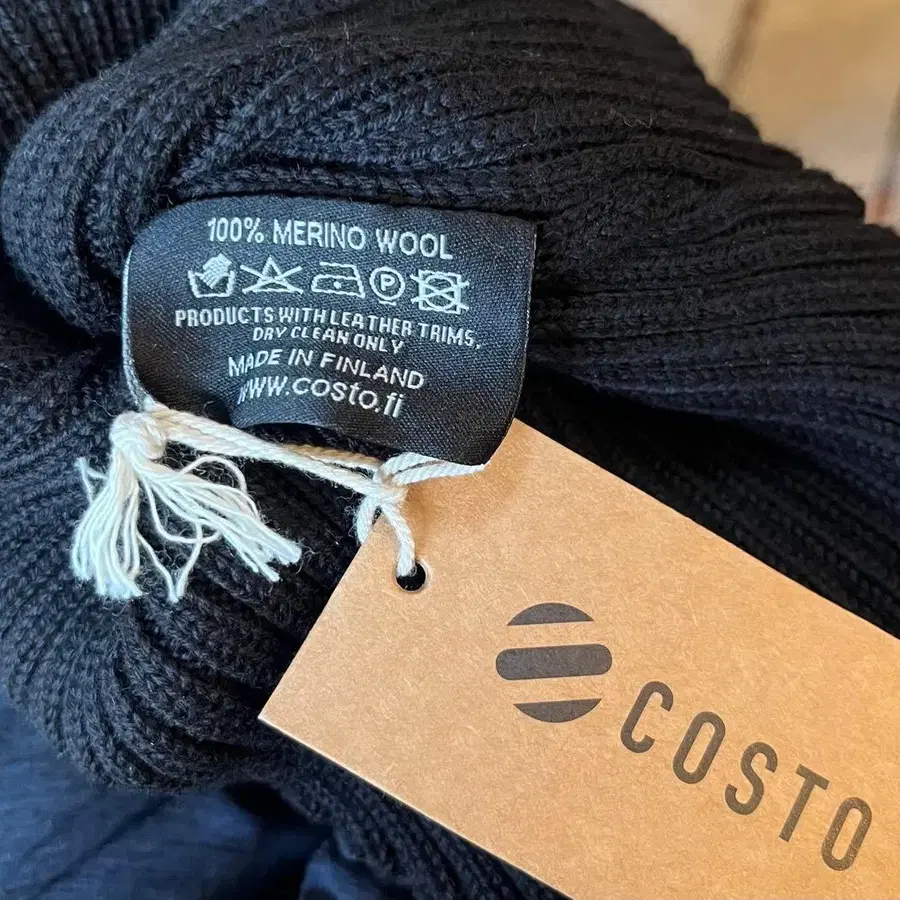 100% MERINO WOOL
P
PRODUCTS WITH LEATHER TRIMS,
DRY CLEAN ONLY
MADE IN FINLAND
www.costo.fi
COSTO